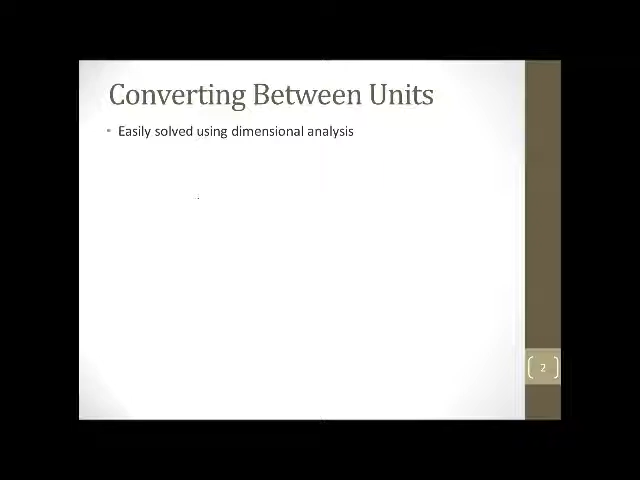 Converting Between Units
• Easily solved using dimensional analysis
2